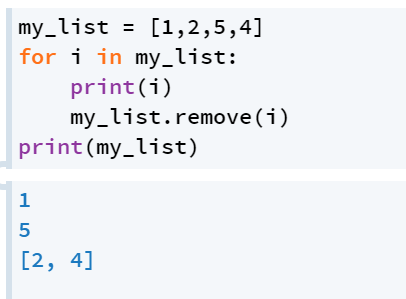 my_list = [1,2,5,4]
for i in my_list:
    print(i)
    my_list.remove(i)
print(my_list)
1
5
[2, 4]